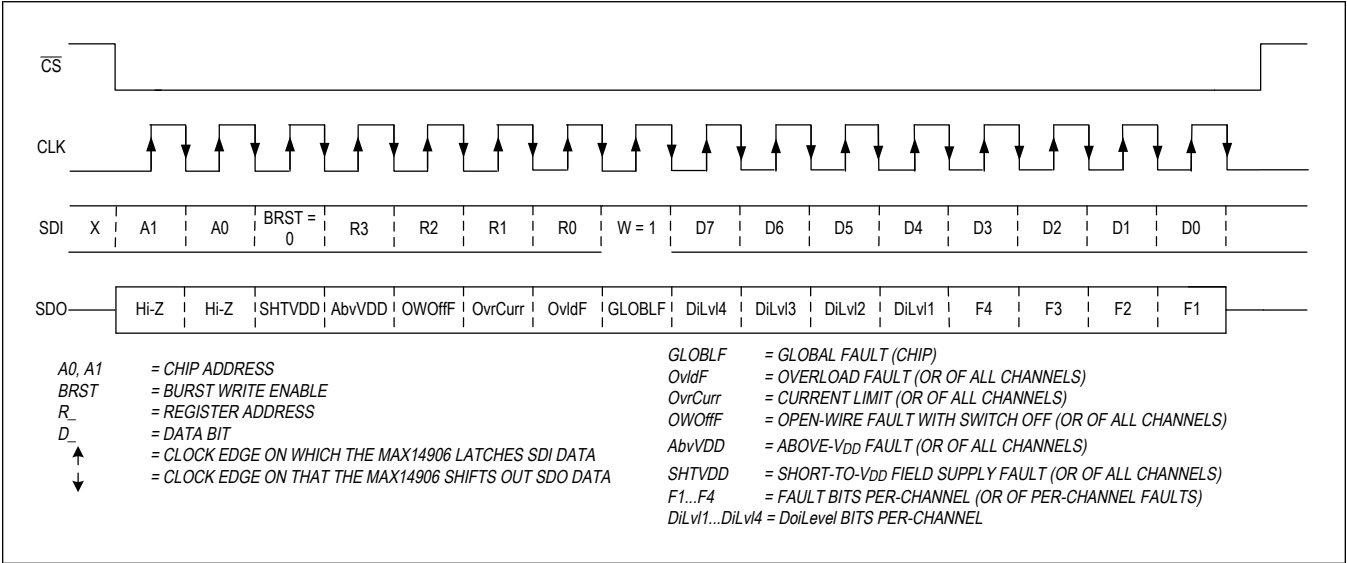 CS
CLK
SDI X A1 A0 BRST = 0 R3 R2 R1 R0 W = 1 D7 D6 D5 D4 D3 D2 D1 D0
SDO Hi-Z Hi-Z SHTVDD AbvVDD OWOffF OvrCurr OvldF GLOBLF DiLvl4 DiLvl3 DiLvl2 DiLvl1 F4 F3 F2 F1
A0, A1 = CHIP ADDRESS
BRST = BURST WRITE ENABLE
R_ = REGISTER ADDRESS
D_ = DATA BIT
= CLOCK EDGE ON WHICH THE MAX14906 LATCHES SDI DATA
= CLOCK EDGE ON THAT THE MAX14906 SHIFTS OUT SDO DATA
GLOBLF = GLOBAL FAULT (CHIP)
OvldF = OVERLOAD FAULT (OR OF ALL CHANNELS)
OvrCurr = CURRENT LIMIT (OR OF ALL CHANNELS)
OWOffF = OPEN-WIRE FAULT WITH SWITCH OFF (OR OF ALL CHANNELS)
AbvVDD = ABOVE-VDD FAULT (OR OF ALL CHANNELS)
SHTVDD = SHORT-TO-VDD FIELD SUPPLY FAULT (OR OF ALL CHANNELS)
F1...F4 = FAULT BITS PER-CHANNEL (OR OF PER-CHANNEL FAULTS)
DiLvl1...DiLvl4 = DoiLevel BITS PER-CHANNEL